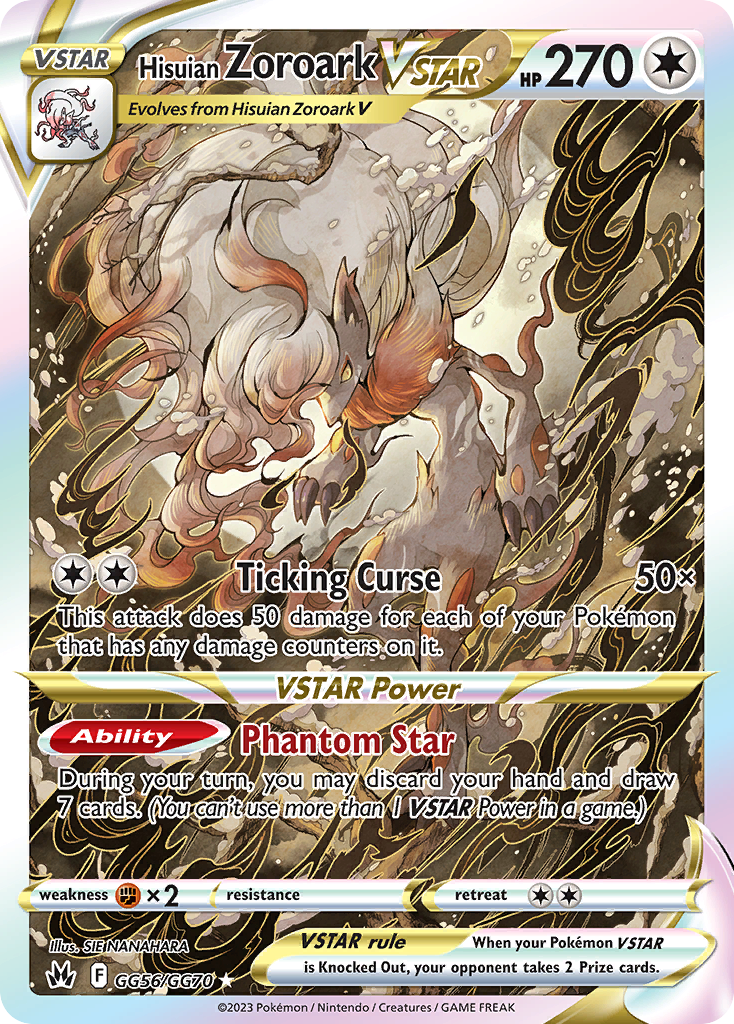 VSTAR
Hisuian Zoroark VSTAR HP 270
Evolves from Hisuian Zoroark V
Ticking Curse 50×
This attack does 50 damage for each of your Pokémon
that has any damage counters on it.
VSTAR Power
Ability Phantom Star
During your turn, you may discard your hand and draw
7 cards. (You can't use more than 1 VSTAR Power in a game.)
weakness ×2 resistance retreat
Illus. SIE NANAHARA
VSTAR rule When your Pokémon VSTAR
is Knocked Out, your opponent takes 2 Prize cards.
F GG56/GG70
©2023 Pokémon / Nintendo / Creatures / GAME FREAK